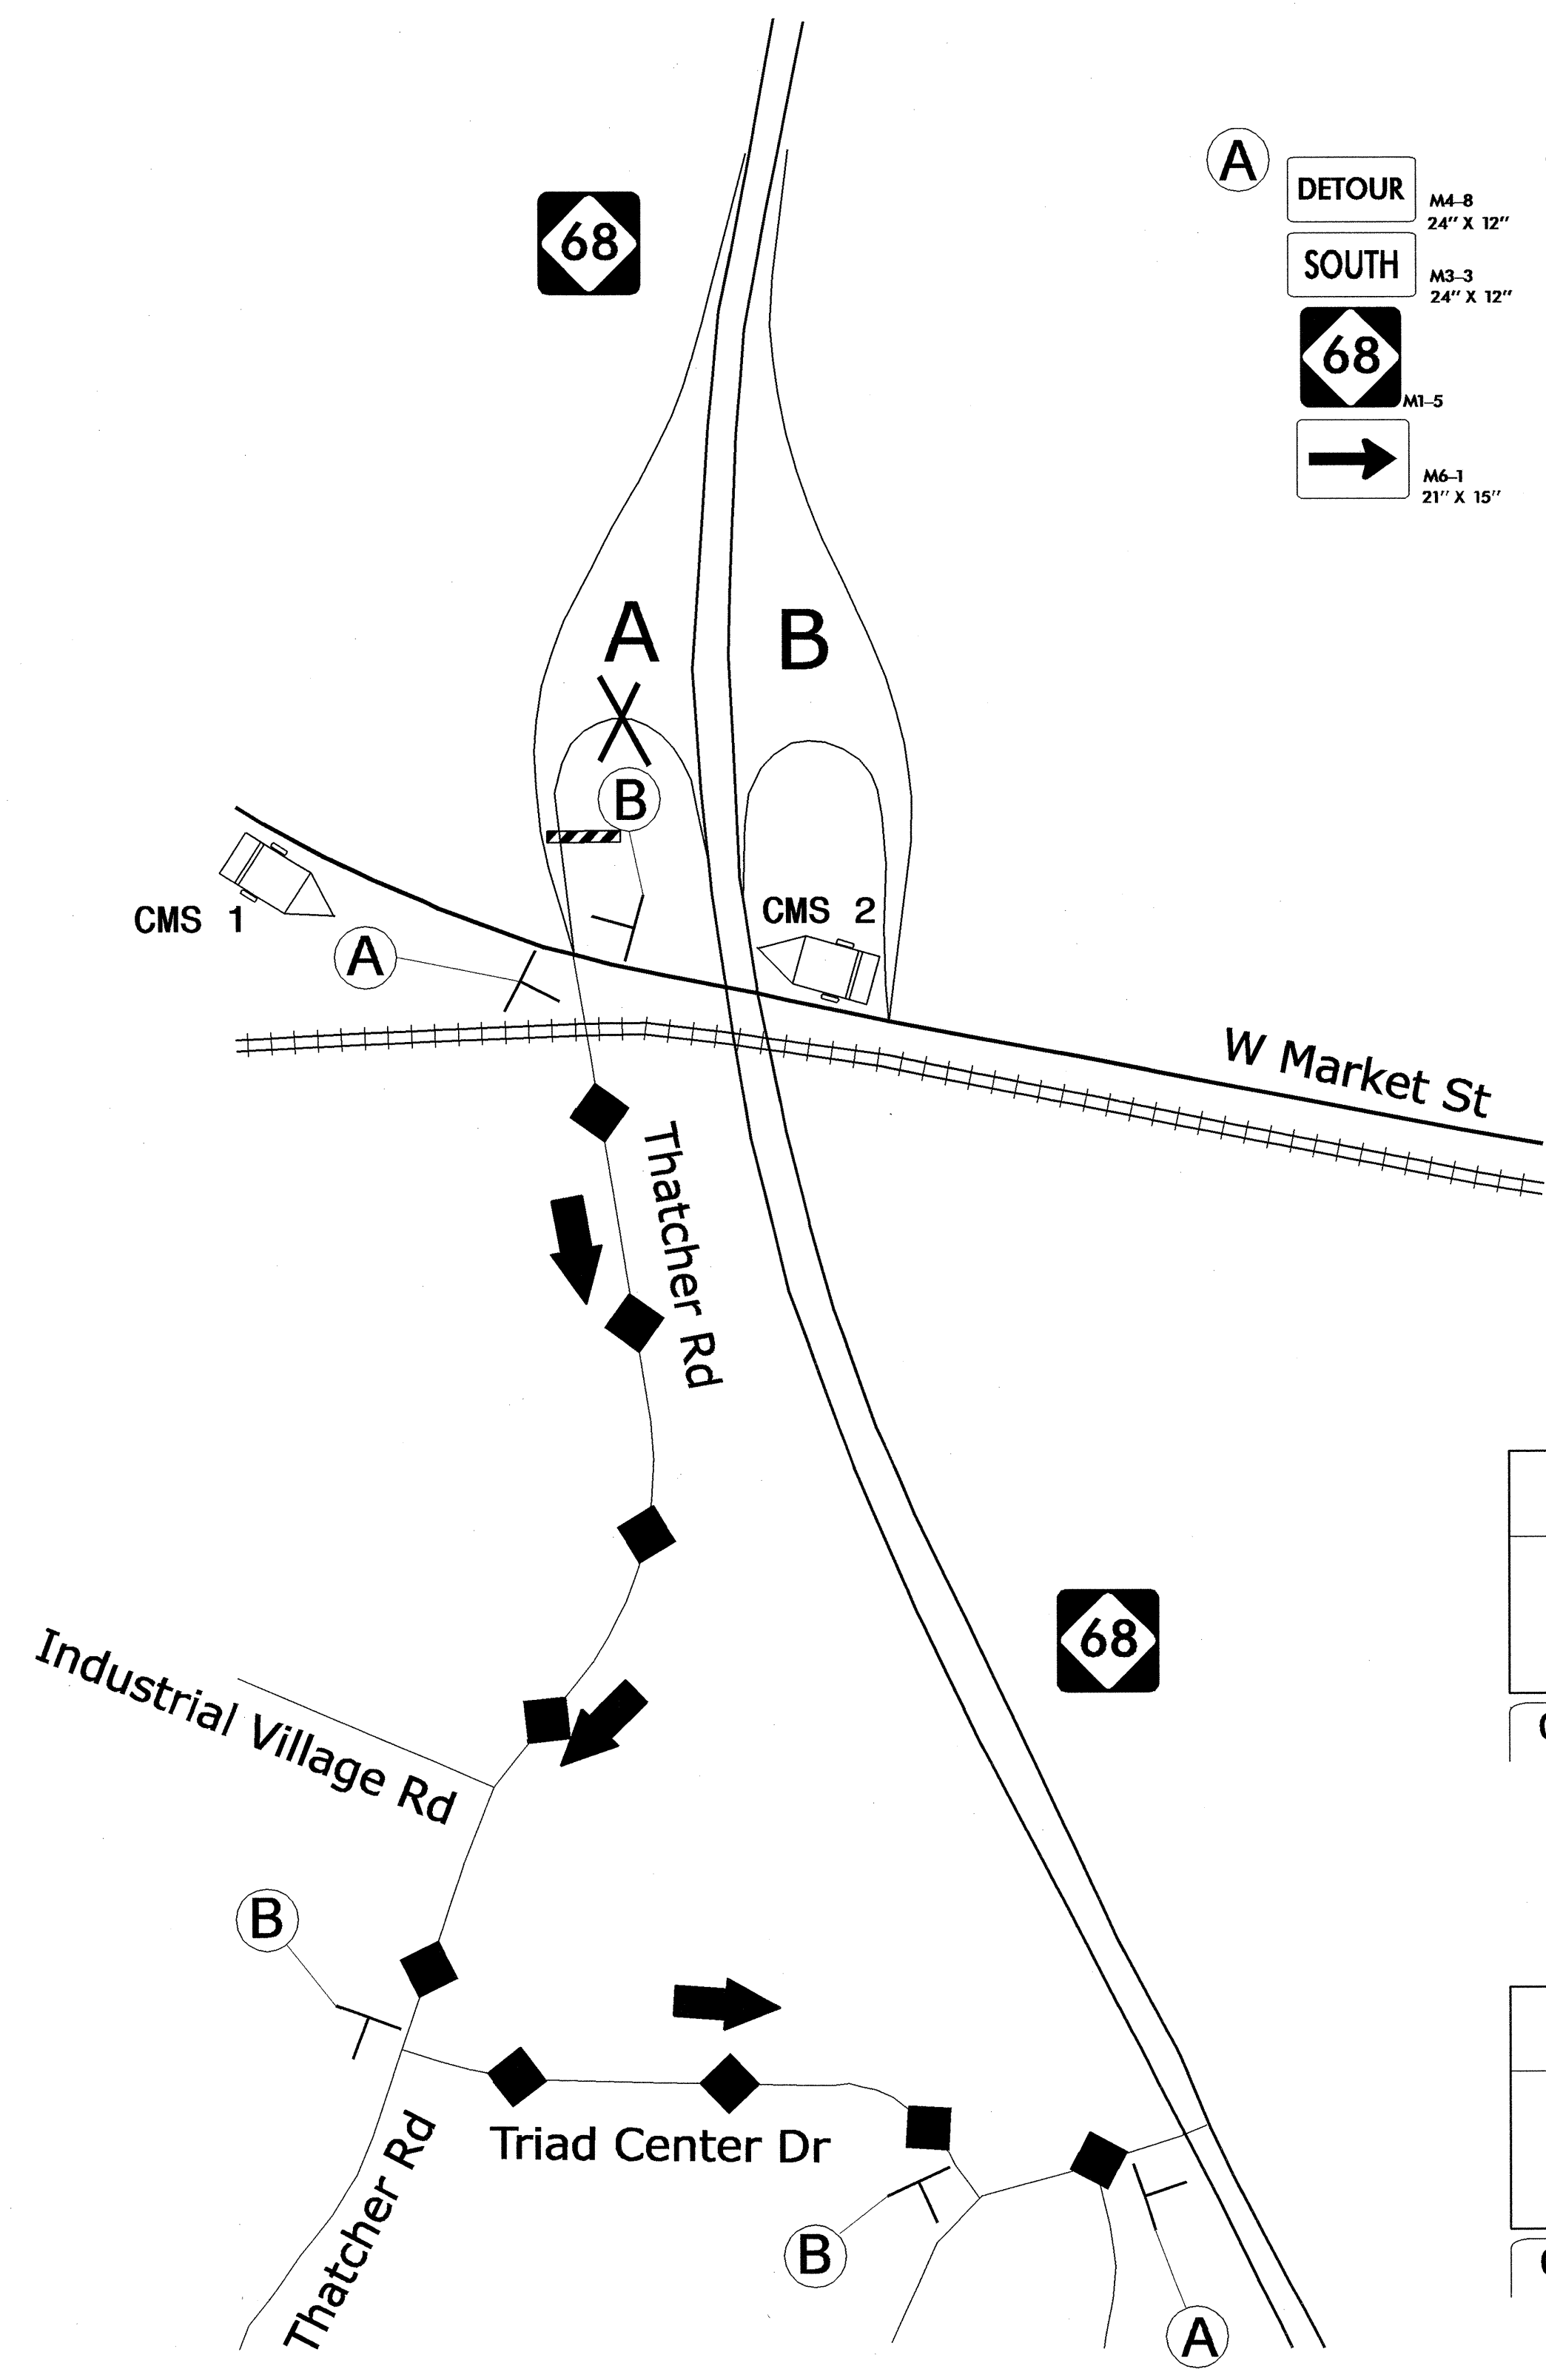 A
DETOUR
M4-8
24" X 12"
SOUTH
M3-3
24" X 12"
68
M1-5
M6-1
21" X 15"
68
A
B
B
CMS 1
A
CMS 2
W Market St
Thatcher Rd
68
Industrial Village Rd
B
Triad Center Dr
Thatcher Rd
B
A